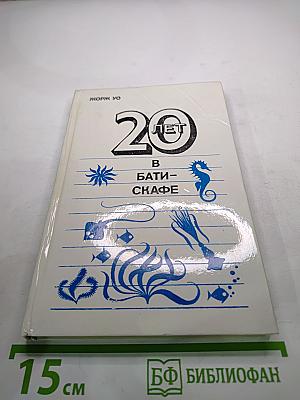 ЖОРЖ УО
20
ЛЕТ
В
БАТИ-
СКАФЕ
15 см
БФ БИБЛИОФАН